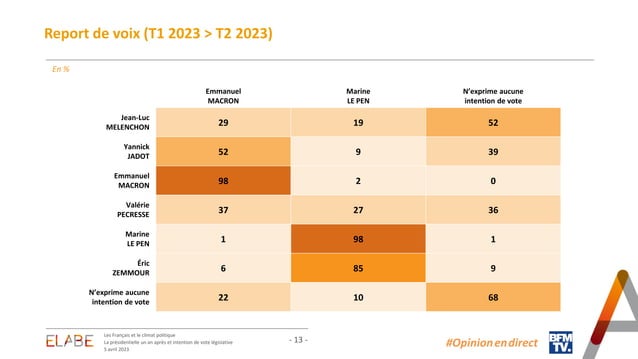 Report de voix (T1 2023 > T2 2023)
En %
Emmanuel
MACRON
Marine
LE PEN
N'exprime aucune
intention de vote
Jean-Luc
MELENCHON
29 19 52
Yannick
JADOT
52 9 39
Emmanuel
MACRON
98 2 0
Valérie
PECRESSE
37 27 36
Marine
LE PEN
1 98 1
Éric
ZEMMOUR
6 85 9
N'exprime aucune
intention de vote
22 10 68
ELABE
Les Français et le climat politique
La présidentielle un an après et intention de vote législative
5 avril 2023
- 13 -
#Opinion en direct
BFM
TV.